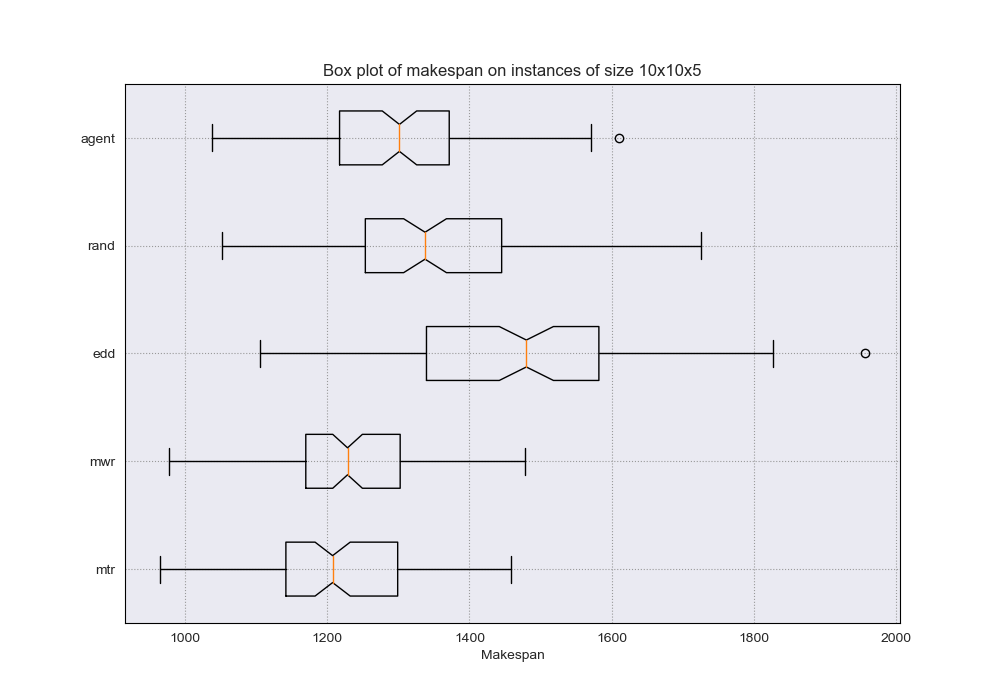 Box plot of makespan on instances of size 10x10x5
agent
rand
edd
mwr
mtr
1000 1200 1400 1600 1800 2000
Makespan